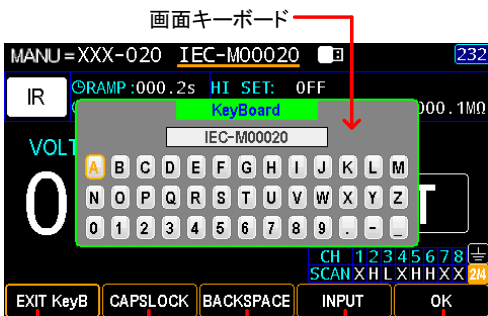 画面キーボード
MANU=XXX-020 IEC-M00020 232
IR RAMP:000.2s HI SET: OFF
KeyBoard
000.1MΩ
IEC-M00020
VOLT
A B C D E F G H I J K L M
N O P Q R S T U V W X Y Z
0 1 2 3 4 5 6 7 8 9 . - _
0 T
CH 1 2 3 4 5 6 7 8
SCAN X H L X H H X X 2/4
EXIT KeyB CAPSLOCK BACKSPACE INPUT OK